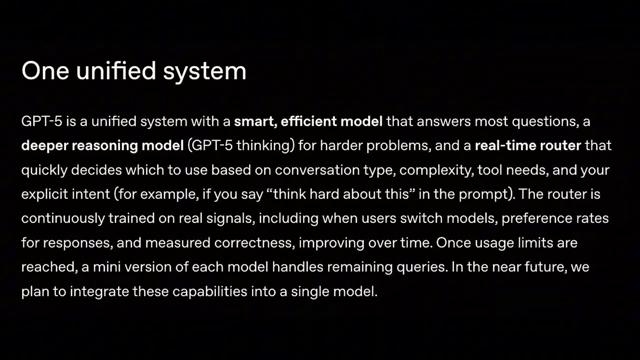 One unified system
GPT-5 is a unified system with a smart, efficient model that answers most questions, a
deeper reasoning model (GPT-5 thinking) for harder problems, and a real-time router that
quickly decides which to use based on conversation type, complexity, tool needs, and your
explicit intent (for example, if you say “think hard about this” in the prompt). The router is
continuously trained on real signals, including when users switch models, preference rates
for responses, and measured correctness, improving over time. Once usage limits are
reached, a mini version of each model handles remaining queries. In the near future, we
plan to integrate these capabilities into a single model.